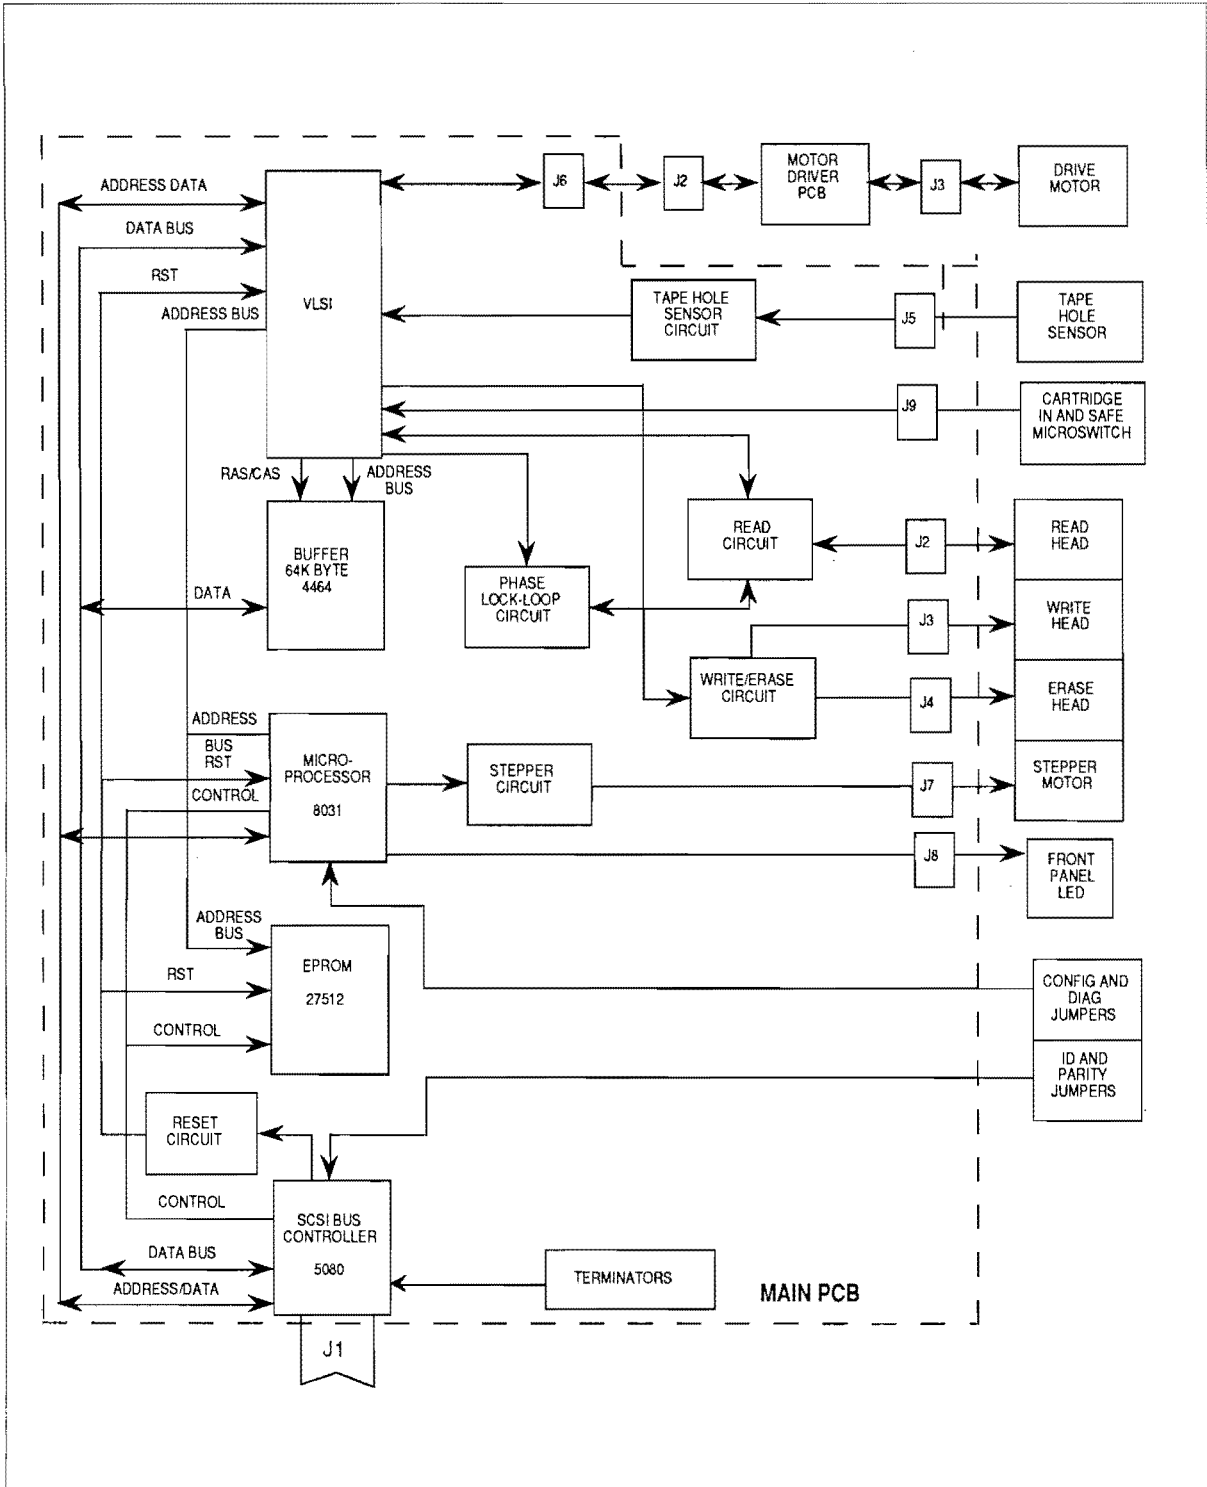 ADDRESS DATA
DATA BUS
RST
ADDRESS BUS
VLSI
J6
J2
MOTOR
DRIVER
PCB
J3
DRIVE
MOTOR
TAPE HOLE
SENSOR
CIRCUIT
J5
TAPE
HOLE
SENSOR
J9
CARTRIDGE
IN AND SAFE
MICROSWITCH
RAS/CAS
ADDRESS
BUS
BUFFER
64K BYTE
4464
DATA
PHASE
LOCK-LOOP
CIRCUIT
READ
CIRCUIT
J2
READ
HEAD
J3
WRITE
HEAD
WRITE/ERASE
CIRCUIT
J4
ERASE
HEAD
ADDRESS
BUS
RST
CONTROL
MICRO-
PROCESSOR
8031
STEPPER
CIRCUIT
J7
STEPPER
MOTOR
J8
FRONT
PANEL
LED
ADDRESS
BUS
RST
CONTROL
EPROM
27512
CONFIG AND
DIAG
JUMPERS
ID AND
PARITY
JUMPERS
RESET
CIRCUIT
CONTROL
DATA BUS
ADDRESS/DATA
SCSI BUS
CONTROLLER
5080
TERMINATORS
MAIN PCB
J1